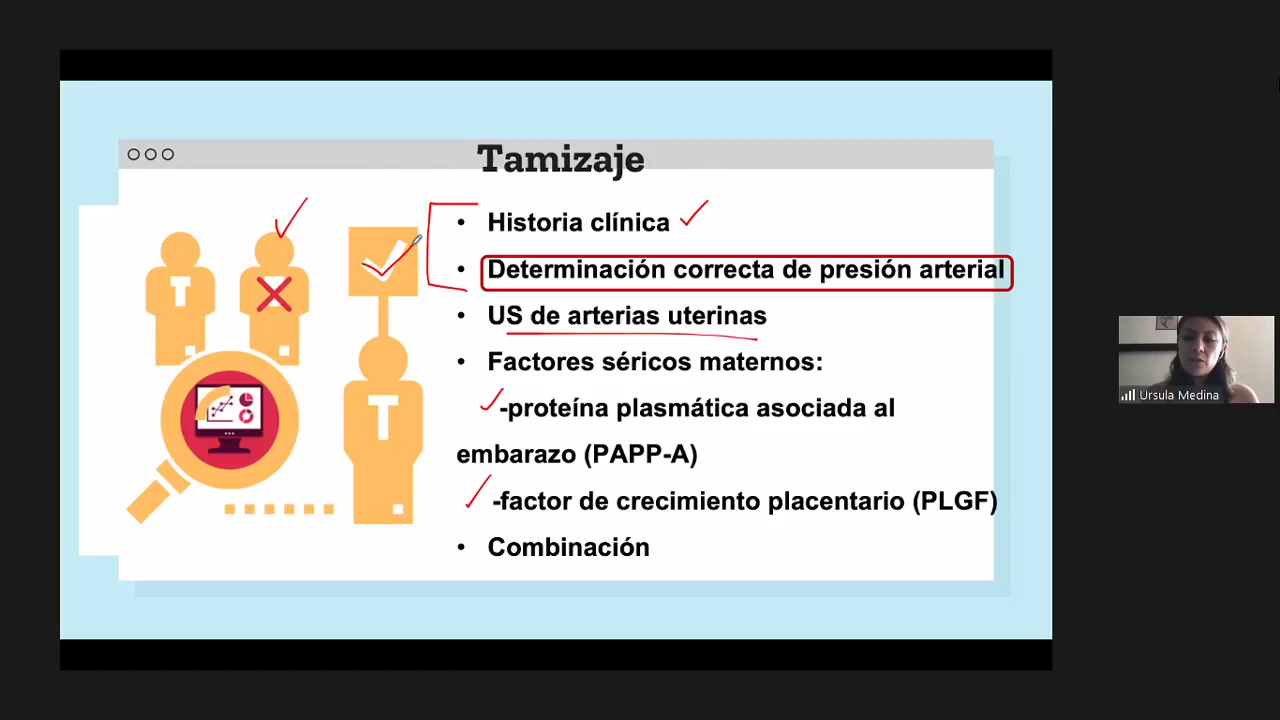 Tamizaje
• Historia clínica
• Determinación correcta de presión arterial
• US de arterias uterinas
• Factores séricos maternos:
-proteína plasmática asociada al
embarazo (PAPP-A)
-factor de crecimiento placentario (PLGF)
• Combinación
T
T
Ursula Medina